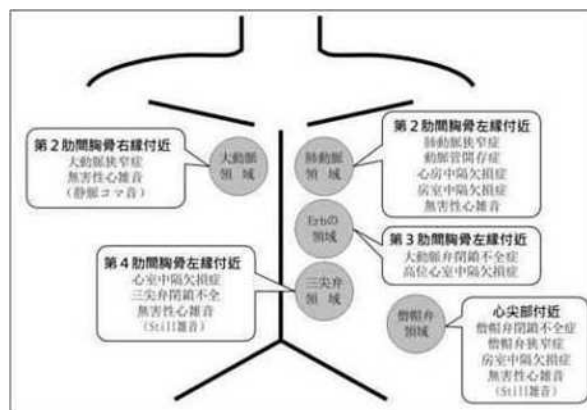 第2肋間胸骨右縁付近
大動脈狭窄症
無害性心雑音
(静脈コマ音)
大動脈
領域
肺動脈
領域
第2肋間胸骨左縁付近
肺動脈狭窄症
動脈管開存症
心房中隔欠損症
房室中隔欠損症
無害性心雑音
Erbの
領域
第3肋間胸骨左縁付近
大動脈弁閉鎖不全症
高位心室中隔欠損症
第4肋間胸骨左縁付近
心室中隔欠損症
三尖弁閉鎖不全
無害性心雑音
(Still雑音)
三尖弁
領域
僧帽弁
領域
心尖部付近
僧帽弁閉鎖不全症
僧帽弁狭窄症
房室中隔欠損症
無害性心雑音
(Still雑音)